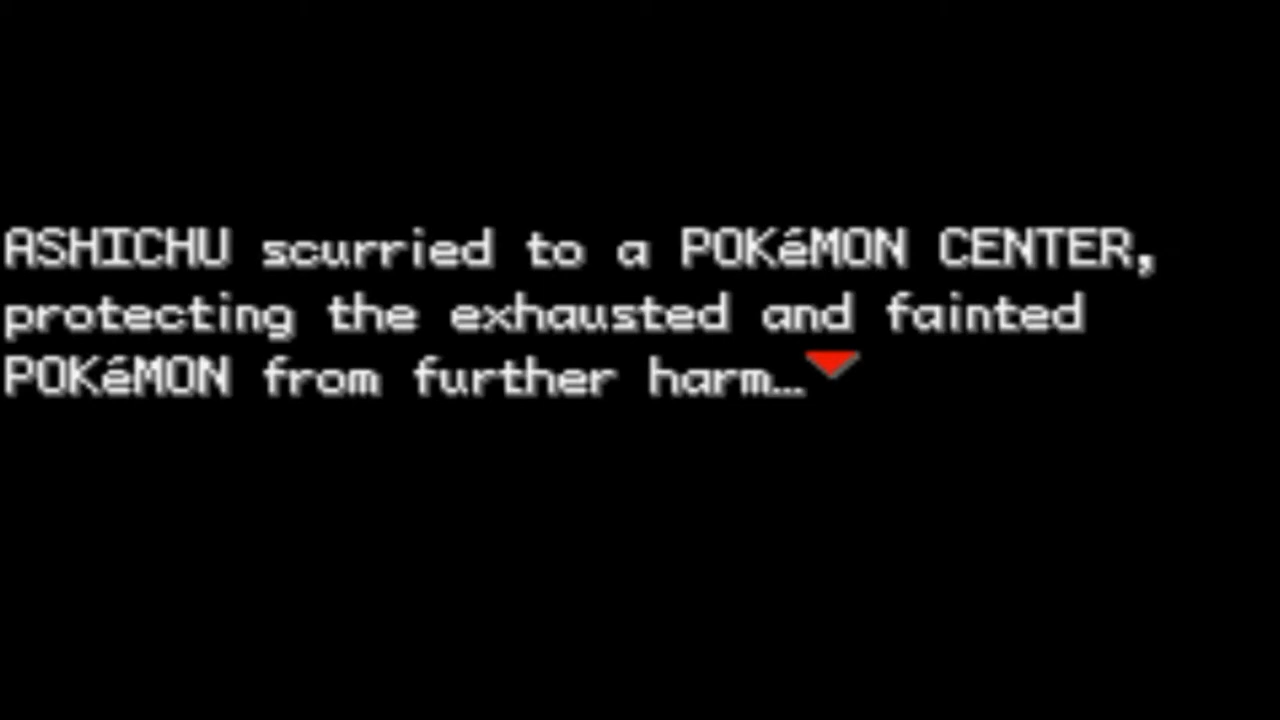 ASHICHU scurried to a POKéMON CENTER,
protecting the exhausted and fainted
POKéMON from further harm…